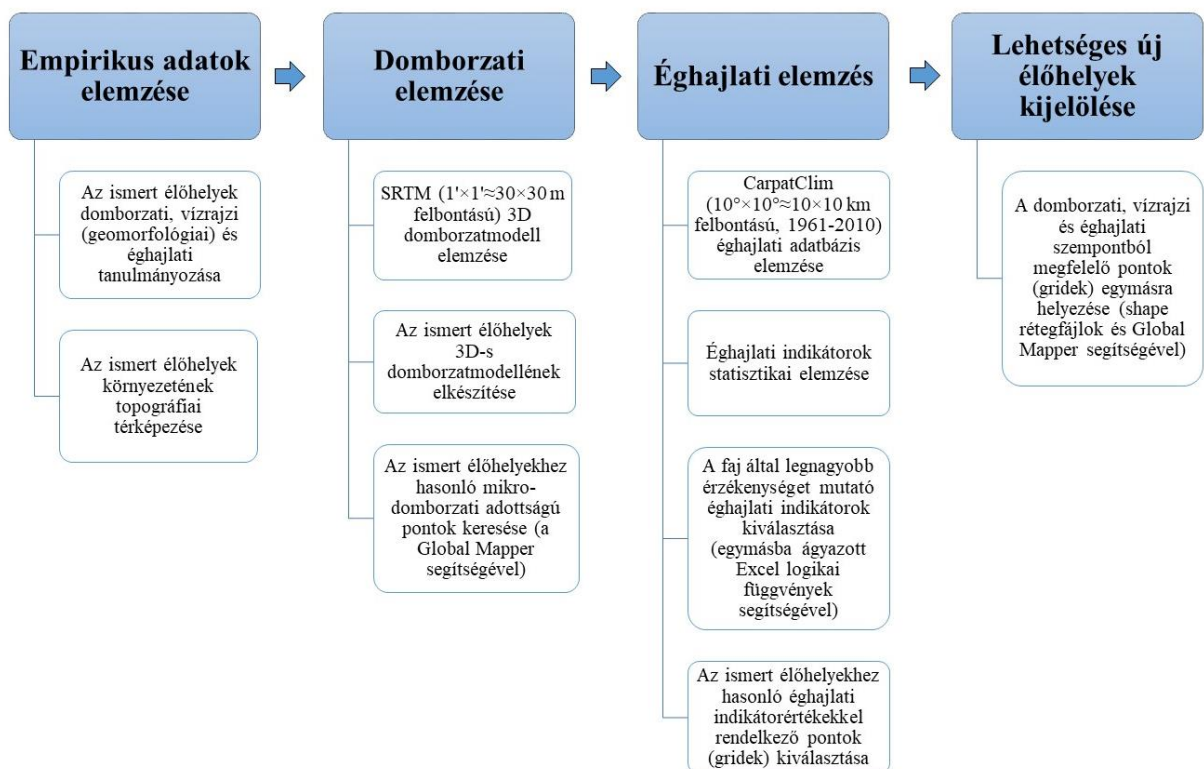 Empirikus adatok
elemzése
Az ismert élőhelyek
domborzati, vízrajzi
(geomorfológiai) és
éghajlati
tanulmányozása
Az ismert élőhelyek
környezetének
topográfiai
térképezése
Domborzati
elemzése
SRTM (1'×1'≈30×30 m
felbontású) 3D
domborzatmodell
elemzése
Az ismert élőhelyek
3D-s
domborzatmodellének
elkészítése
Az ismert élőhelyekhez
hasonló mikro-
domborzati adottságú
pontok keresése (a
Global Mapper
segítségével)
Éghajlati elemzés
CarpatClim
(10°×10°≈10×10 km
felbontású, 1961-2010)
éghajlati adatbázis
elemzése
Éghajlati indikátorok
statisztikai elemzése
A faj által legnagyobb
érzékenységet mutató
éghajlati indikátorok
kiválasztása
(egymásba ágyazott
Excel logikai
függvények
segítségével)
Az ismert élőhelyekhez
hasonló éghajlati
indikátorértékekkel
rendelkező pontok
(gridek) kiválasztása
Lehetséges új
élőhelyek
kijelölése
A domborzati, vízrajzi
és éghajlati
szempontból
megfelelő pontok
(gridek) egymásra
helyezése (shape
rétegfájlok és Global
Mapper segítségével)